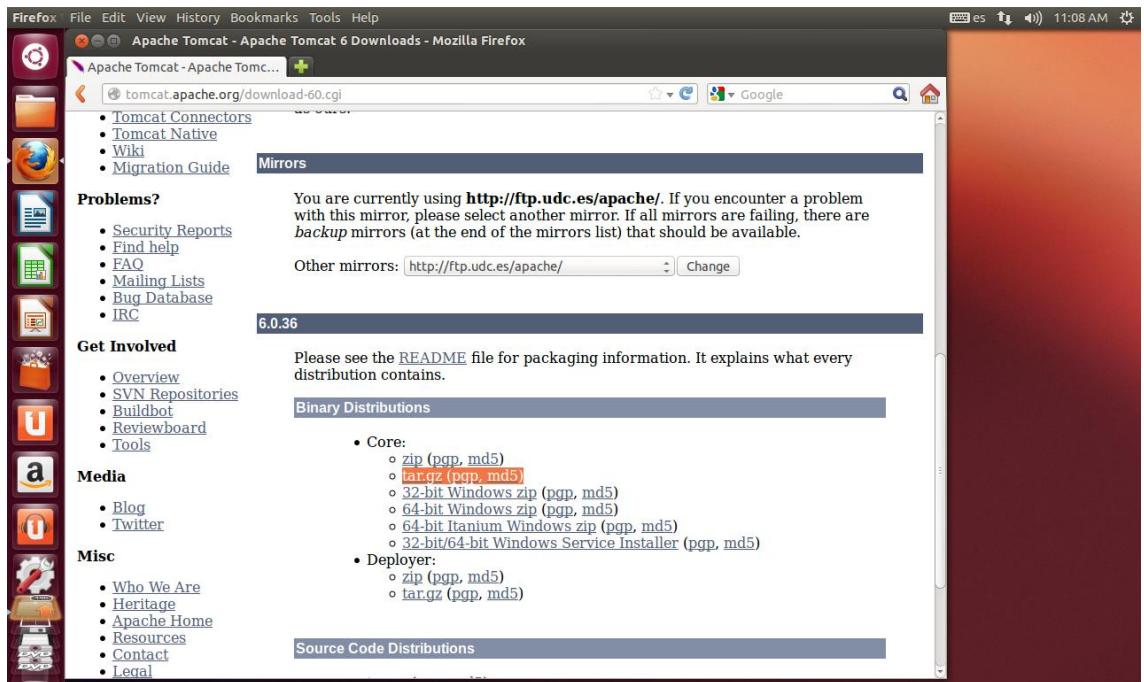 Firefox File Edit View History Bookmarks Tools Help
es 11:08 AM
Apache Tomcat - Apache Tomcat 6 Downloads - Mozilla Firefox
Apache Tomcat - Apache Tomc...
tomcat.apache.org/download-60.cgi
Google
Tomcat Connectors
Tomcat Native
Wiki
Migration Guide
Problems?
Security Reports
Find help
FAQ
Mailing Lists
Bug Database
IRC
Get Involved
Overview
SVN Repositories
Buildbot
Reviewboard
Tools
Media
Blog
Twitter
Misc
Who We Are
Heritage
Apache Home
Resources
Contact
Legal
as ours.
Mirrors
You are currently using http://ftp.udc.es/apache/. If you encounter a problem
with this mirror, please select another mirror. If all mirrors are failing, there are
backup mirrors (at the end of the mirrors list) that should be available.
Other mirrors: http://ftp.udc.es/apache/ Change
6.0.36
Please see the README file for packaging information. It explains what every
distribution contains.
Binary Distributions
Core:
zip (pgp, md5)
tar.gz (pgp, md5)
32-bit Windows zip (pgp, md5)
64-bit Windows zip (pgp, md5)
64-bit Itanium Windows zip (pgp, md5)
32-bit/64-bit Windows Service Installer (pgp, md5)
Deployer:
zip (pgp, md5)
tar.gz (pgp, md5)
Source Code Distributions